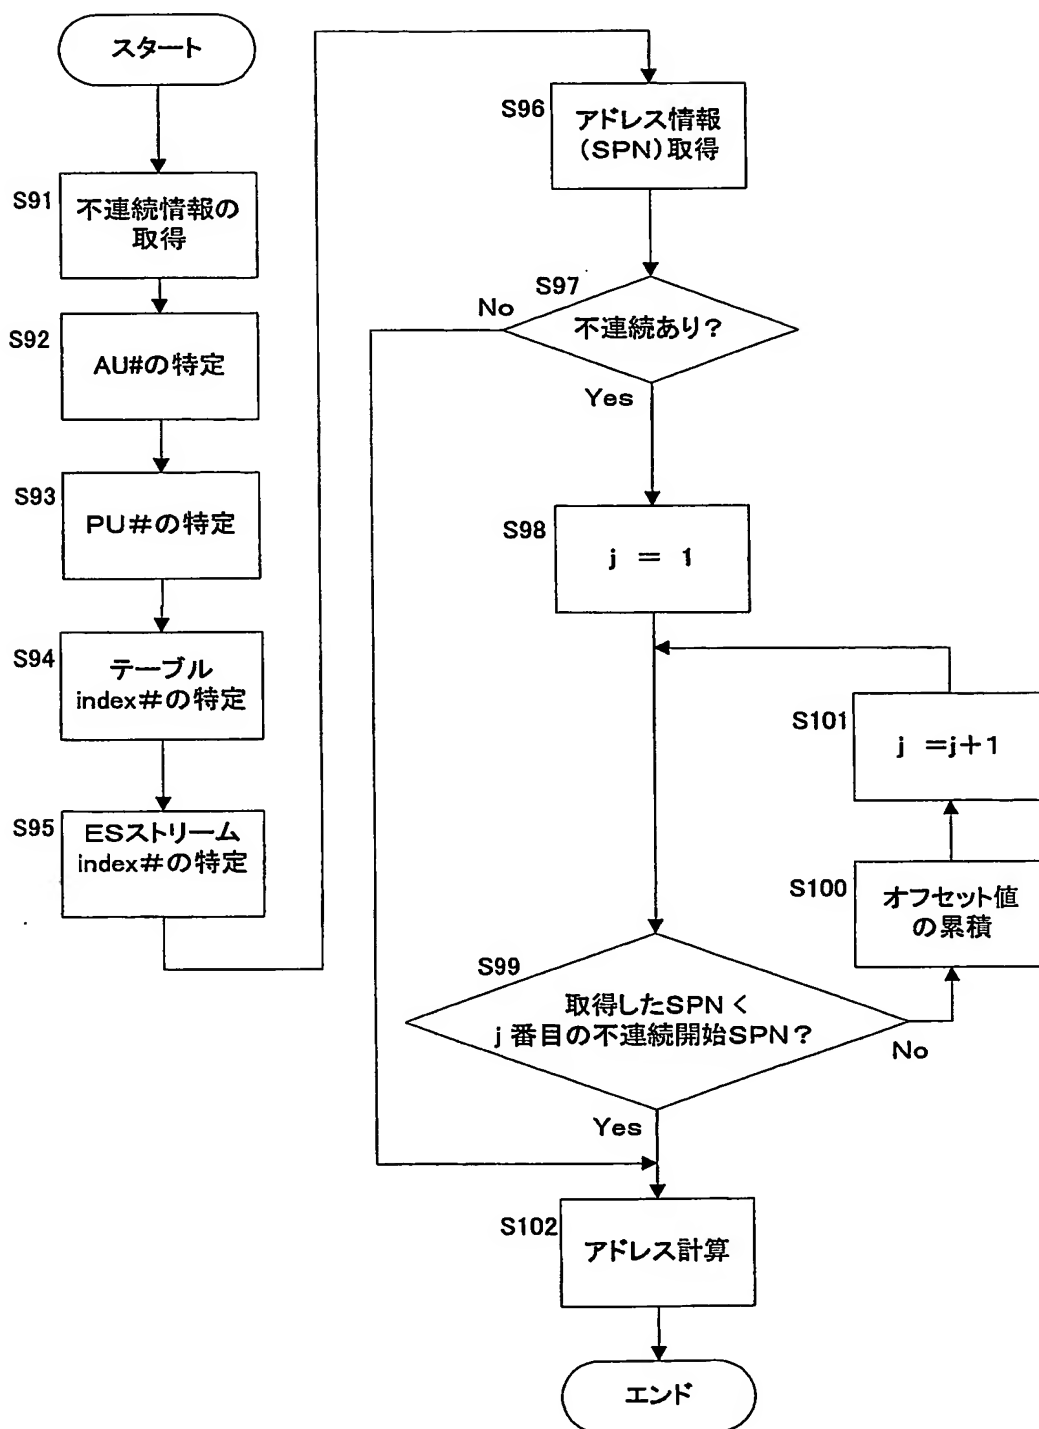 スタート
S91
不連続情報の
取得
S92
AU#の特定
S93
PU#の特定
S94
テーブル
index#の特定
S95
ESストリーム
index#の特定
S96
アドレス情報
(SPN)取得
S97
不連続あり?
No
Yes
S98
j = 1
S99
取得したSPN <
j 番目の不連続開始SPN?
No
Yes
S100
オフセット値
の累積
S101
j =j+1
S102
アドレス計算
エンド